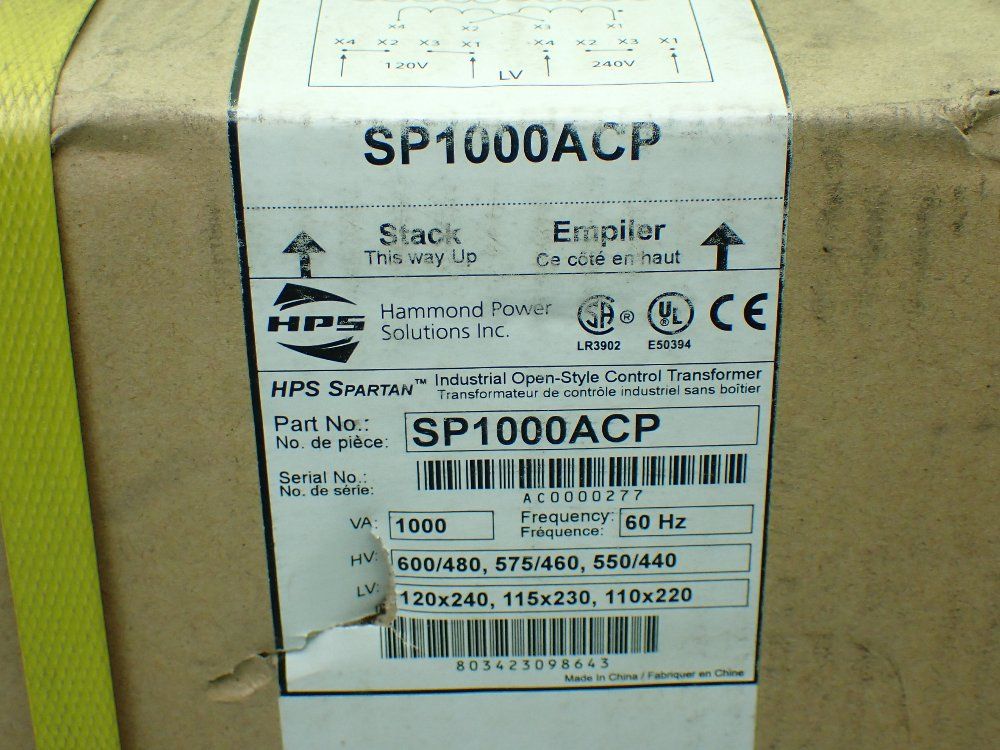 X4 X2 X3 X1
X4 X2 X3 X1 X4 X2 X3 X1
120V LV 240V
SP1000ACP
Stack Empiler
This way Up Ce côté en haut
HPS Hammond Power
Solutions Inc.
SA ® UL CE
LR3902 E50394
HPS SPARTAN™ Industrial Open-Style Control Transformer
Transformateur de contrôle industriel sans boîtier
Part No.: SP1000ACP
No. de pièce:
Serial No.:
No. de série:
AC0000277
VA: 1000 Frequency: 60 Hz
Fréquence:
HV: 600/480, 575/460, 550/440
LV: 120x240, 115x230, 110x220
803423098643
Made In China / Fabriquer en Chine